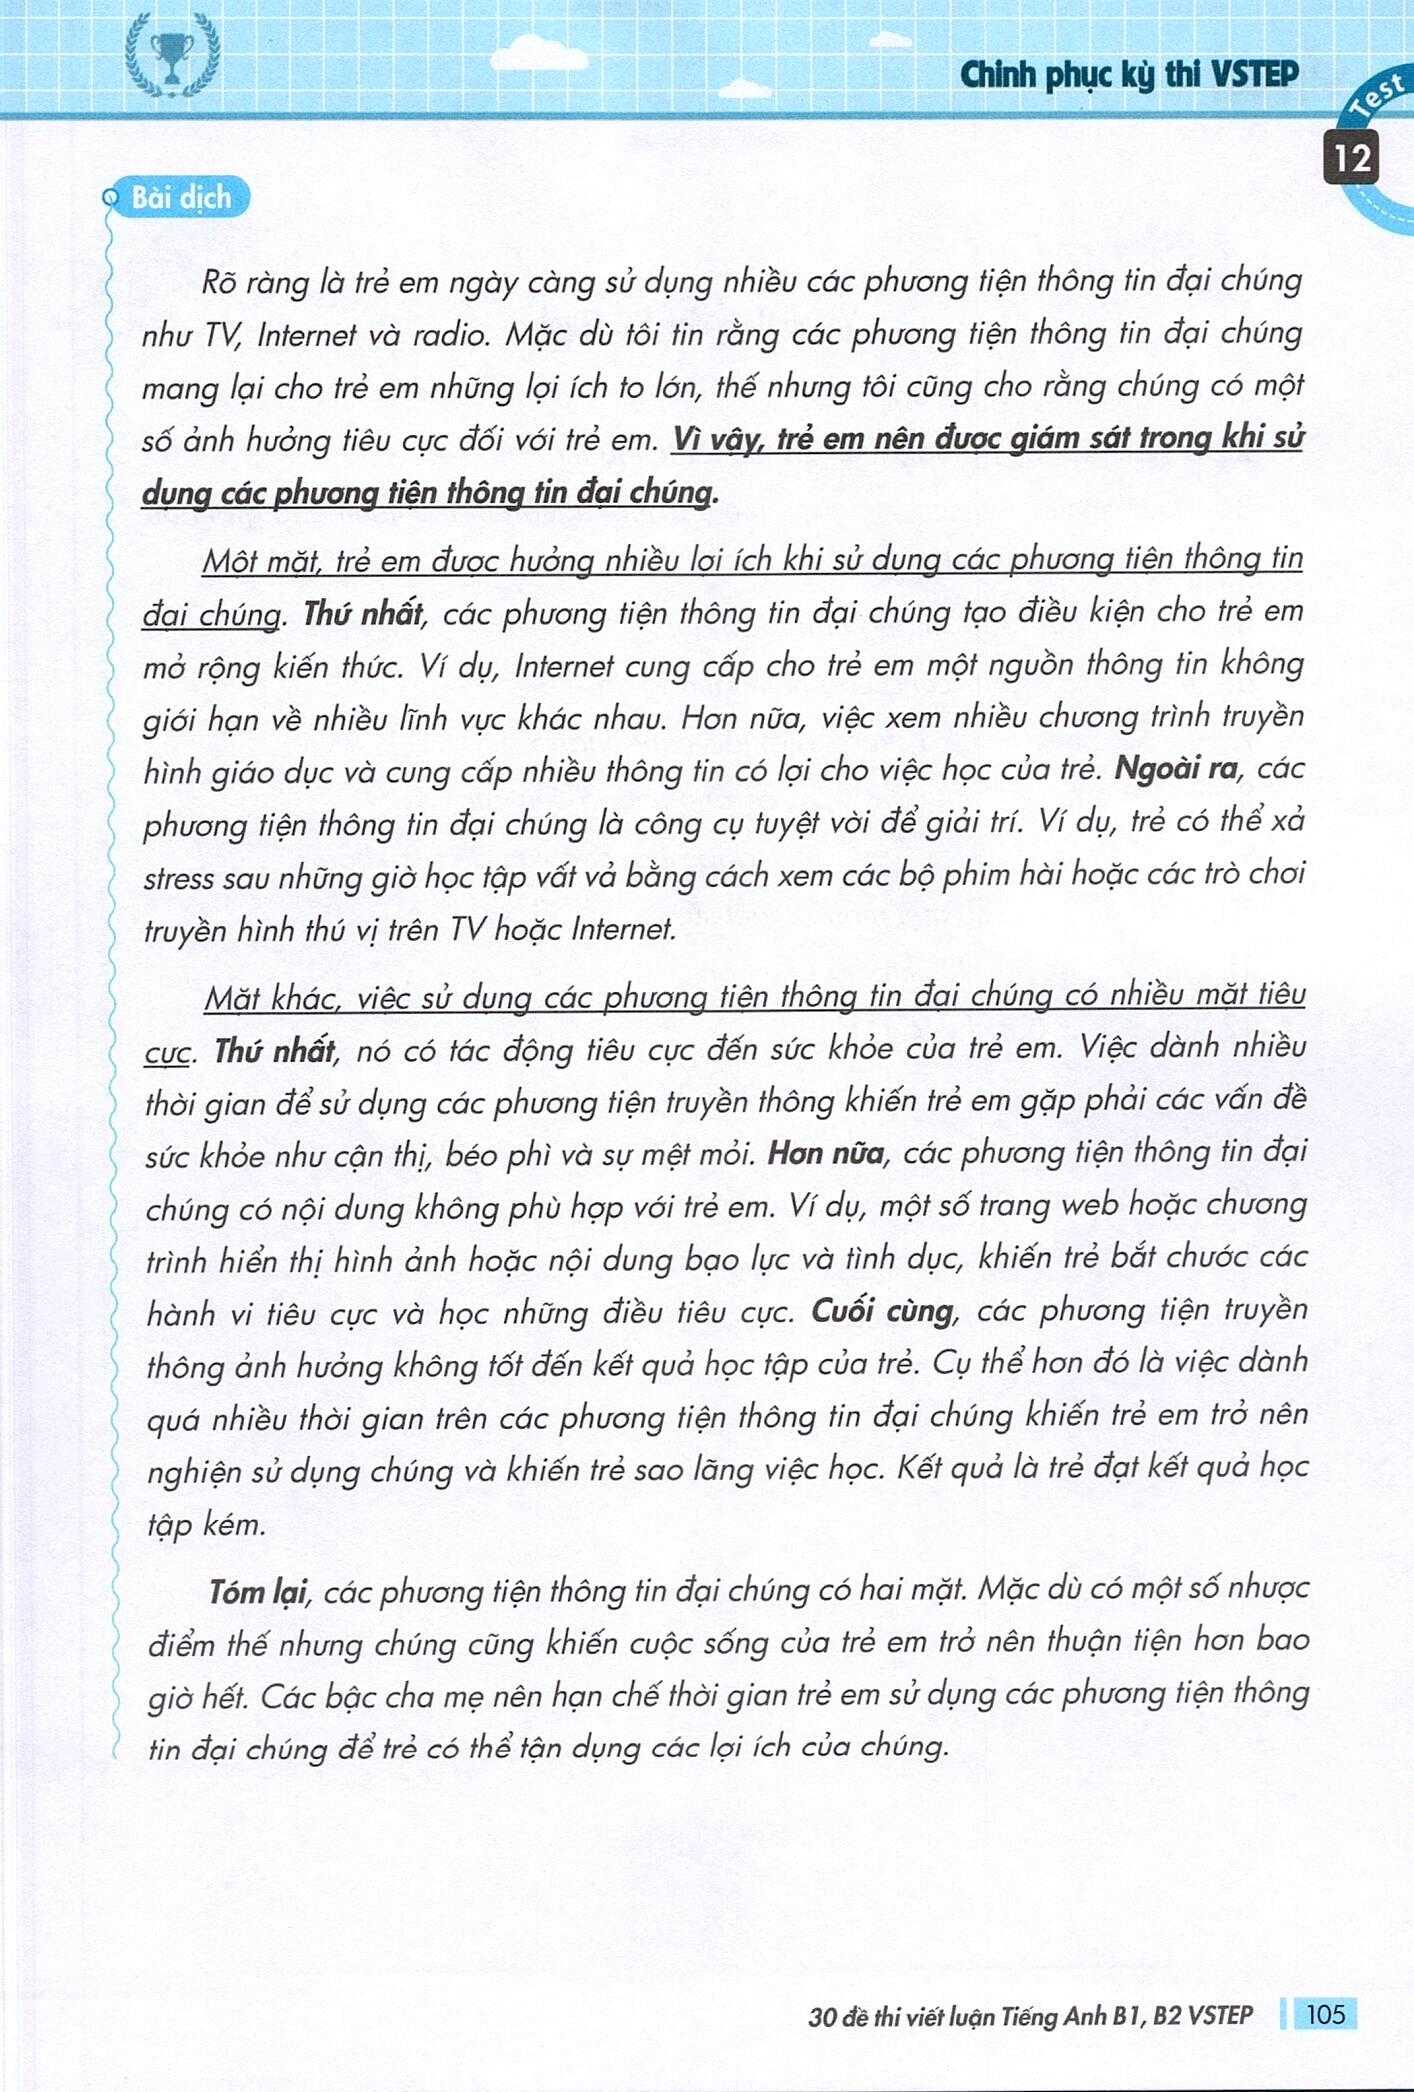 Chinh phục kỳ thi VSTEP
Test
12
Bài dịch
Rõ ràng là trẻ em ngày càng sử dụng nhiều các phương tiện thông tin đại chúng
như TV, Internet và radio. Mặc dù tôi tin rằng các phương tiện thông tin đại chúng
mang lại cho trẻ em những lợi ích to lớn, thế nhưng tôi cũng cho rằng chúng có một
số ảnh hưởng tiêu cực đối với trẻ em. Vì vậy, trẻ em nên được giám sát trong khi sử
dụng các phương tiện thông tin đại chúng.
Một mặt, trẻ em được hưởng nhiều lợi ích khi sử dụng các phương tiện thông tin
đại chúng. Thứ nhất, các phương tiện thông tin đại chúng tạo điều kiện cho trẻ em
mở rộng kiến thức. Ví dụ, Internet cung cấp cho trẻ em một nguồn thông tin không
giới hạn về nhiều lĩnh vực khác nhau. Hơn nữa, việc xem nhiều chương trình truyền
hình giáo dục và cung cấp nhiều thông tin có lợi cho việc học của trẻ. Ngoài ra, các
phương tiện thông tin đại chúng là công cụ tuyệt vời để giải trí. Ví dụ, trẻ có thể xả
stress sau những giờ học tập vất vả bằng cách xem các bộ phim hài hoặc các trò chơi
truyền hình thú vị trên TV hoặc Internet.
Mặt khác, việc sử dụng các phương tiện thông tin đại chúng có nhiều mặt tiêu
cực. Thứ nhất, nó có tác động tiêu cực đến sức khỏe của trẻ em. Việc dành nhiều
thời gian để sử dụng các phương tiện truyền thông khiến trẻ em gặp phải các vấn đề
sức khỏe như cận thị, béo phì và sự mệt mỏi. Hơn nữa, các phương tiện thông tin đại
chúng có nội dung không phù hợp với trẻ em. Ví dụ, một số trang web hoặc chương
trình hiển thị hình ảnh hoặc nội dung bạo lực và tình dục, khiến trẻ bắt chước các
hành vi tiêu cực và học những điều tiêu cực. Cuối cùng, các phương tiện truyền
thông ảnh hưởng không tốt đến kết quả học tập của trẻ. Cụ thể hơn đó là việc dành
quá nhiều thời gian trên các phương tiện thông tin đại chúng khiến trẻ em trở nên
nghiện sử dụng chúng và khiến trẻ sao lãng việc học. Kết quả là trẻ đạt kết quả học
tập kém.
Tóm lại, các phương tiện thông tin đại chúng có hai mặt. Mặc dù có một số nhược
điểm thế nhưng chúng cũng khiến cuộc sống của trẻ em trở nên thuận tiện hơn bao
giờ hết. Các bậc cha mẹ nên hạn chế thời gian trẻ em sử dụng các phương tiện thông
tin đại chúng để trẻ có thể tận dụng các lợi ích của chúng.
30 đề thi viết luận Tiếng Anh B1, B2 VSTEP
105